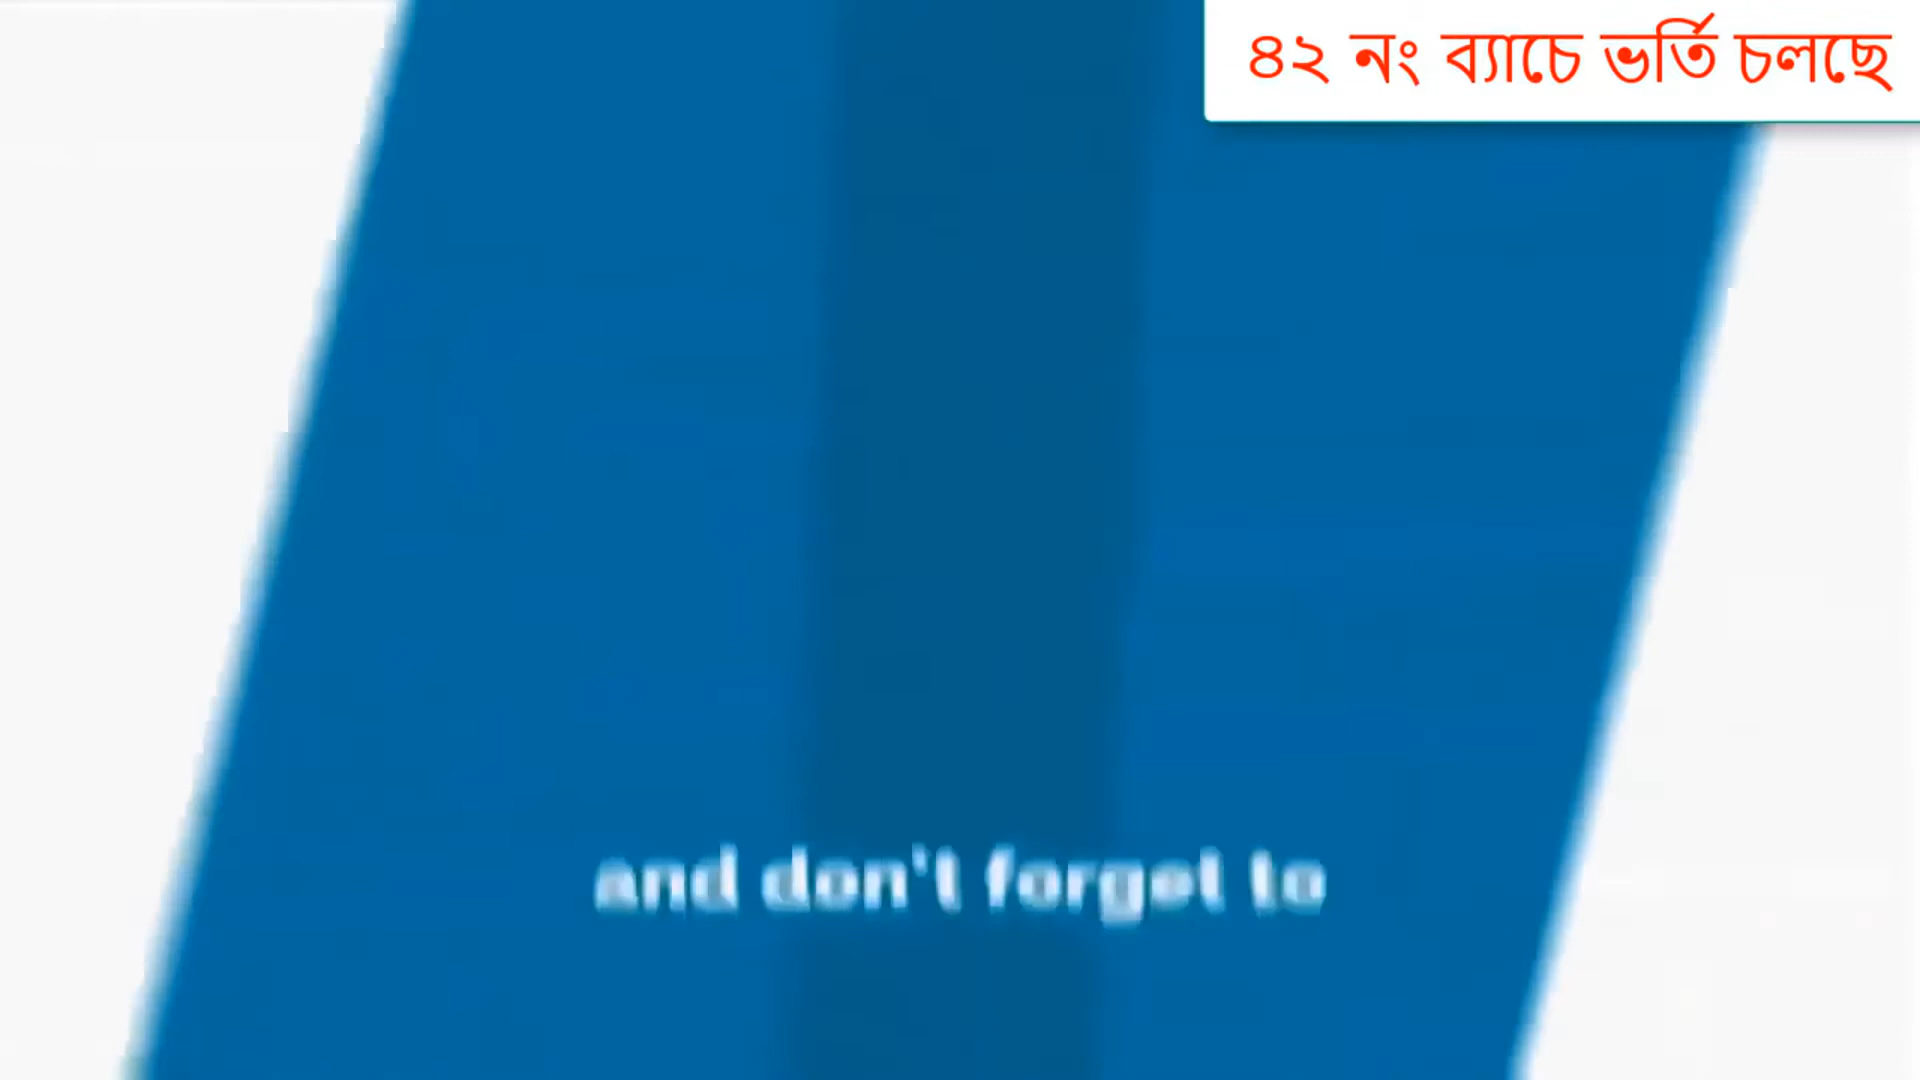 ৪২ নং ব্যাচে ভর্তি চলছে
and don't forget to